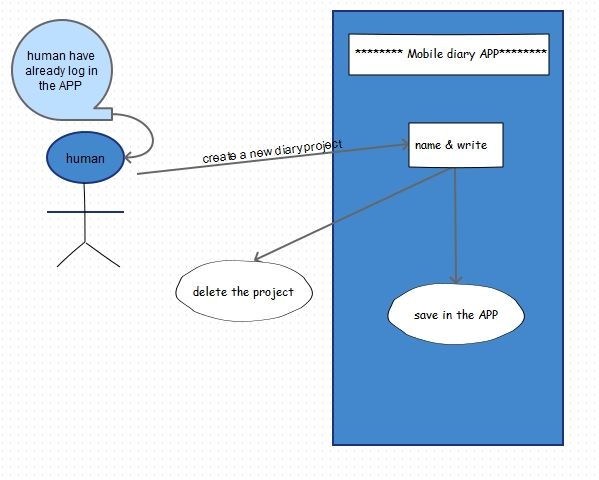 human have
already log in
the APP
******** Mobile diary APP********
human
create a new diary project
name & write
delete the project
save in the APP